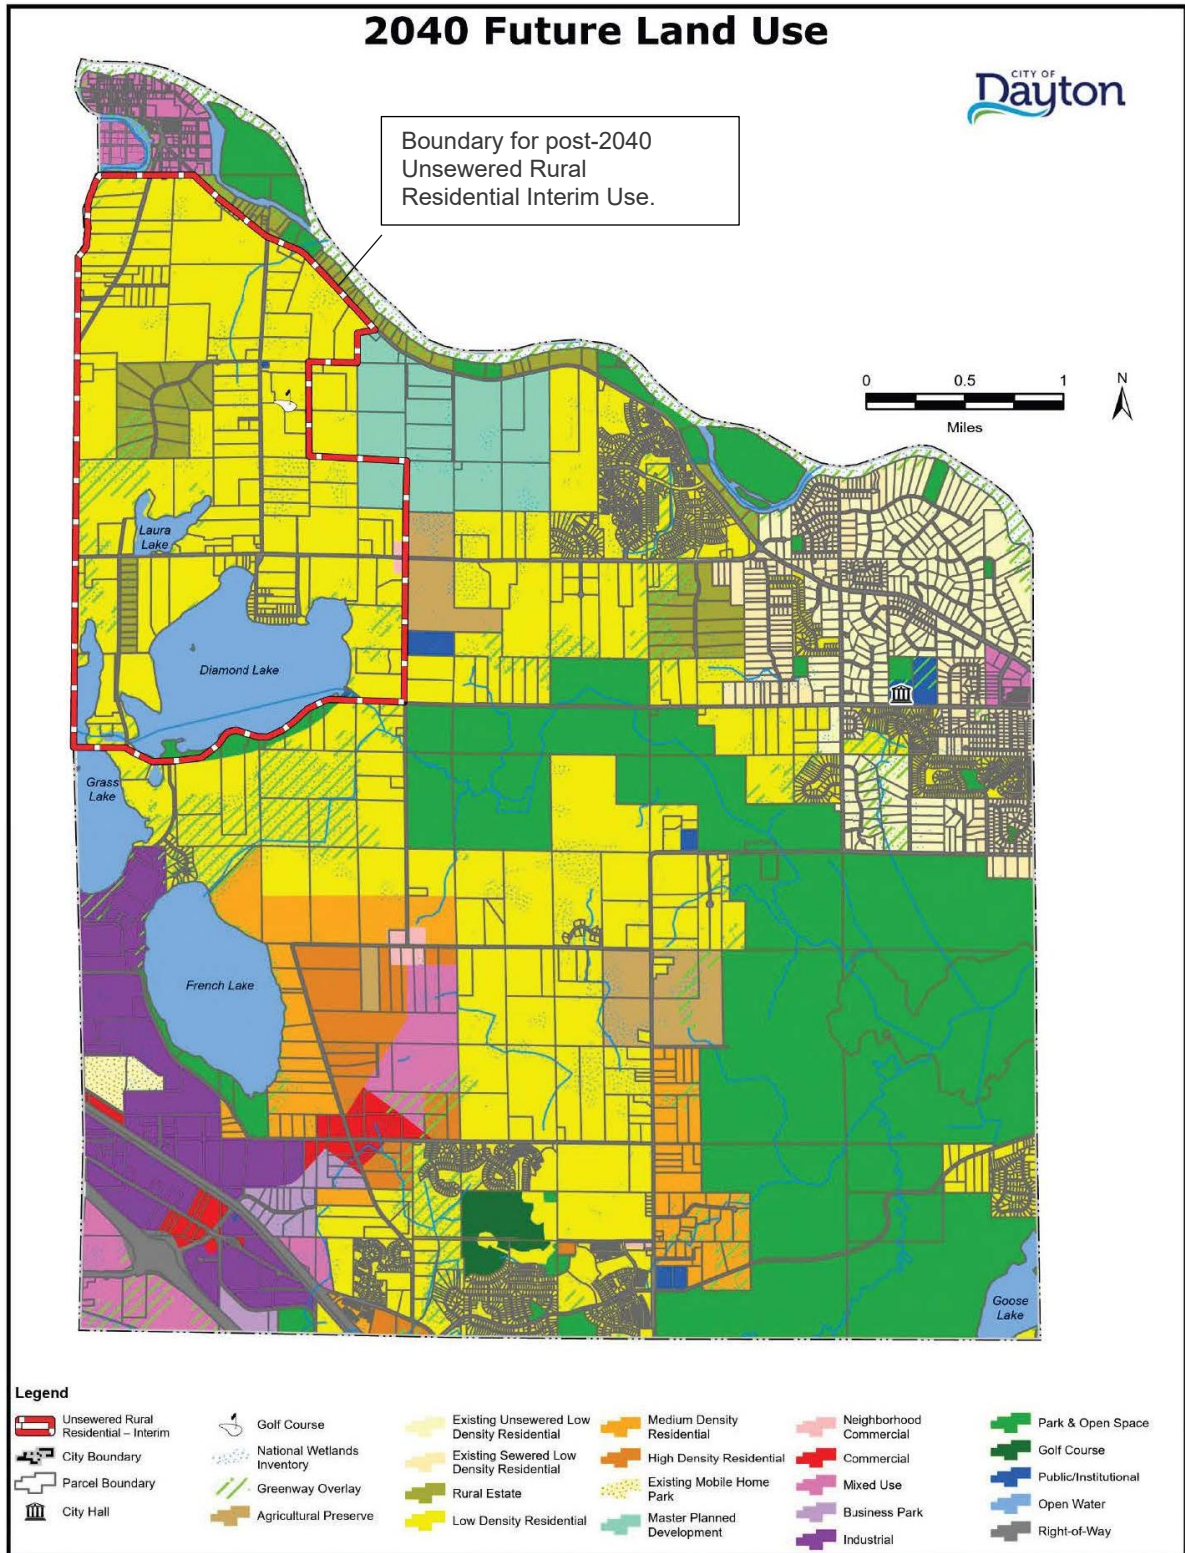 2040 Future Land Use
CITY OF
Dayton
Boundary for post-2040
Unsewered Rural
Residential Interim Use.
0 0.5 1
Miles
N
Laura
Lake
Diamond Lake
Grass
Lake
French Lake
Goose
Lake
Legend
Unsewered Rural
Residential – Interim
City Boundary
Parcel Boundary
City Hall
Golf Course
National Wetlands
Inventory
Greenway Overlay
Agricultural Preserve
Existing Unsewered Low
Density Residential
Existing Sewered Low
Density Residential
Rural Estate
Low Density Residential
Medium Density
Residential
High Density Residential
Existing Mobile Home
Park
Master Planned
Development
Neighborhood
Commercial
Commercial
Mixed Use
Business Park
Industrial
Park & Open Space
Golf Course
Public/Institutional
Open Water
Right-of-Way